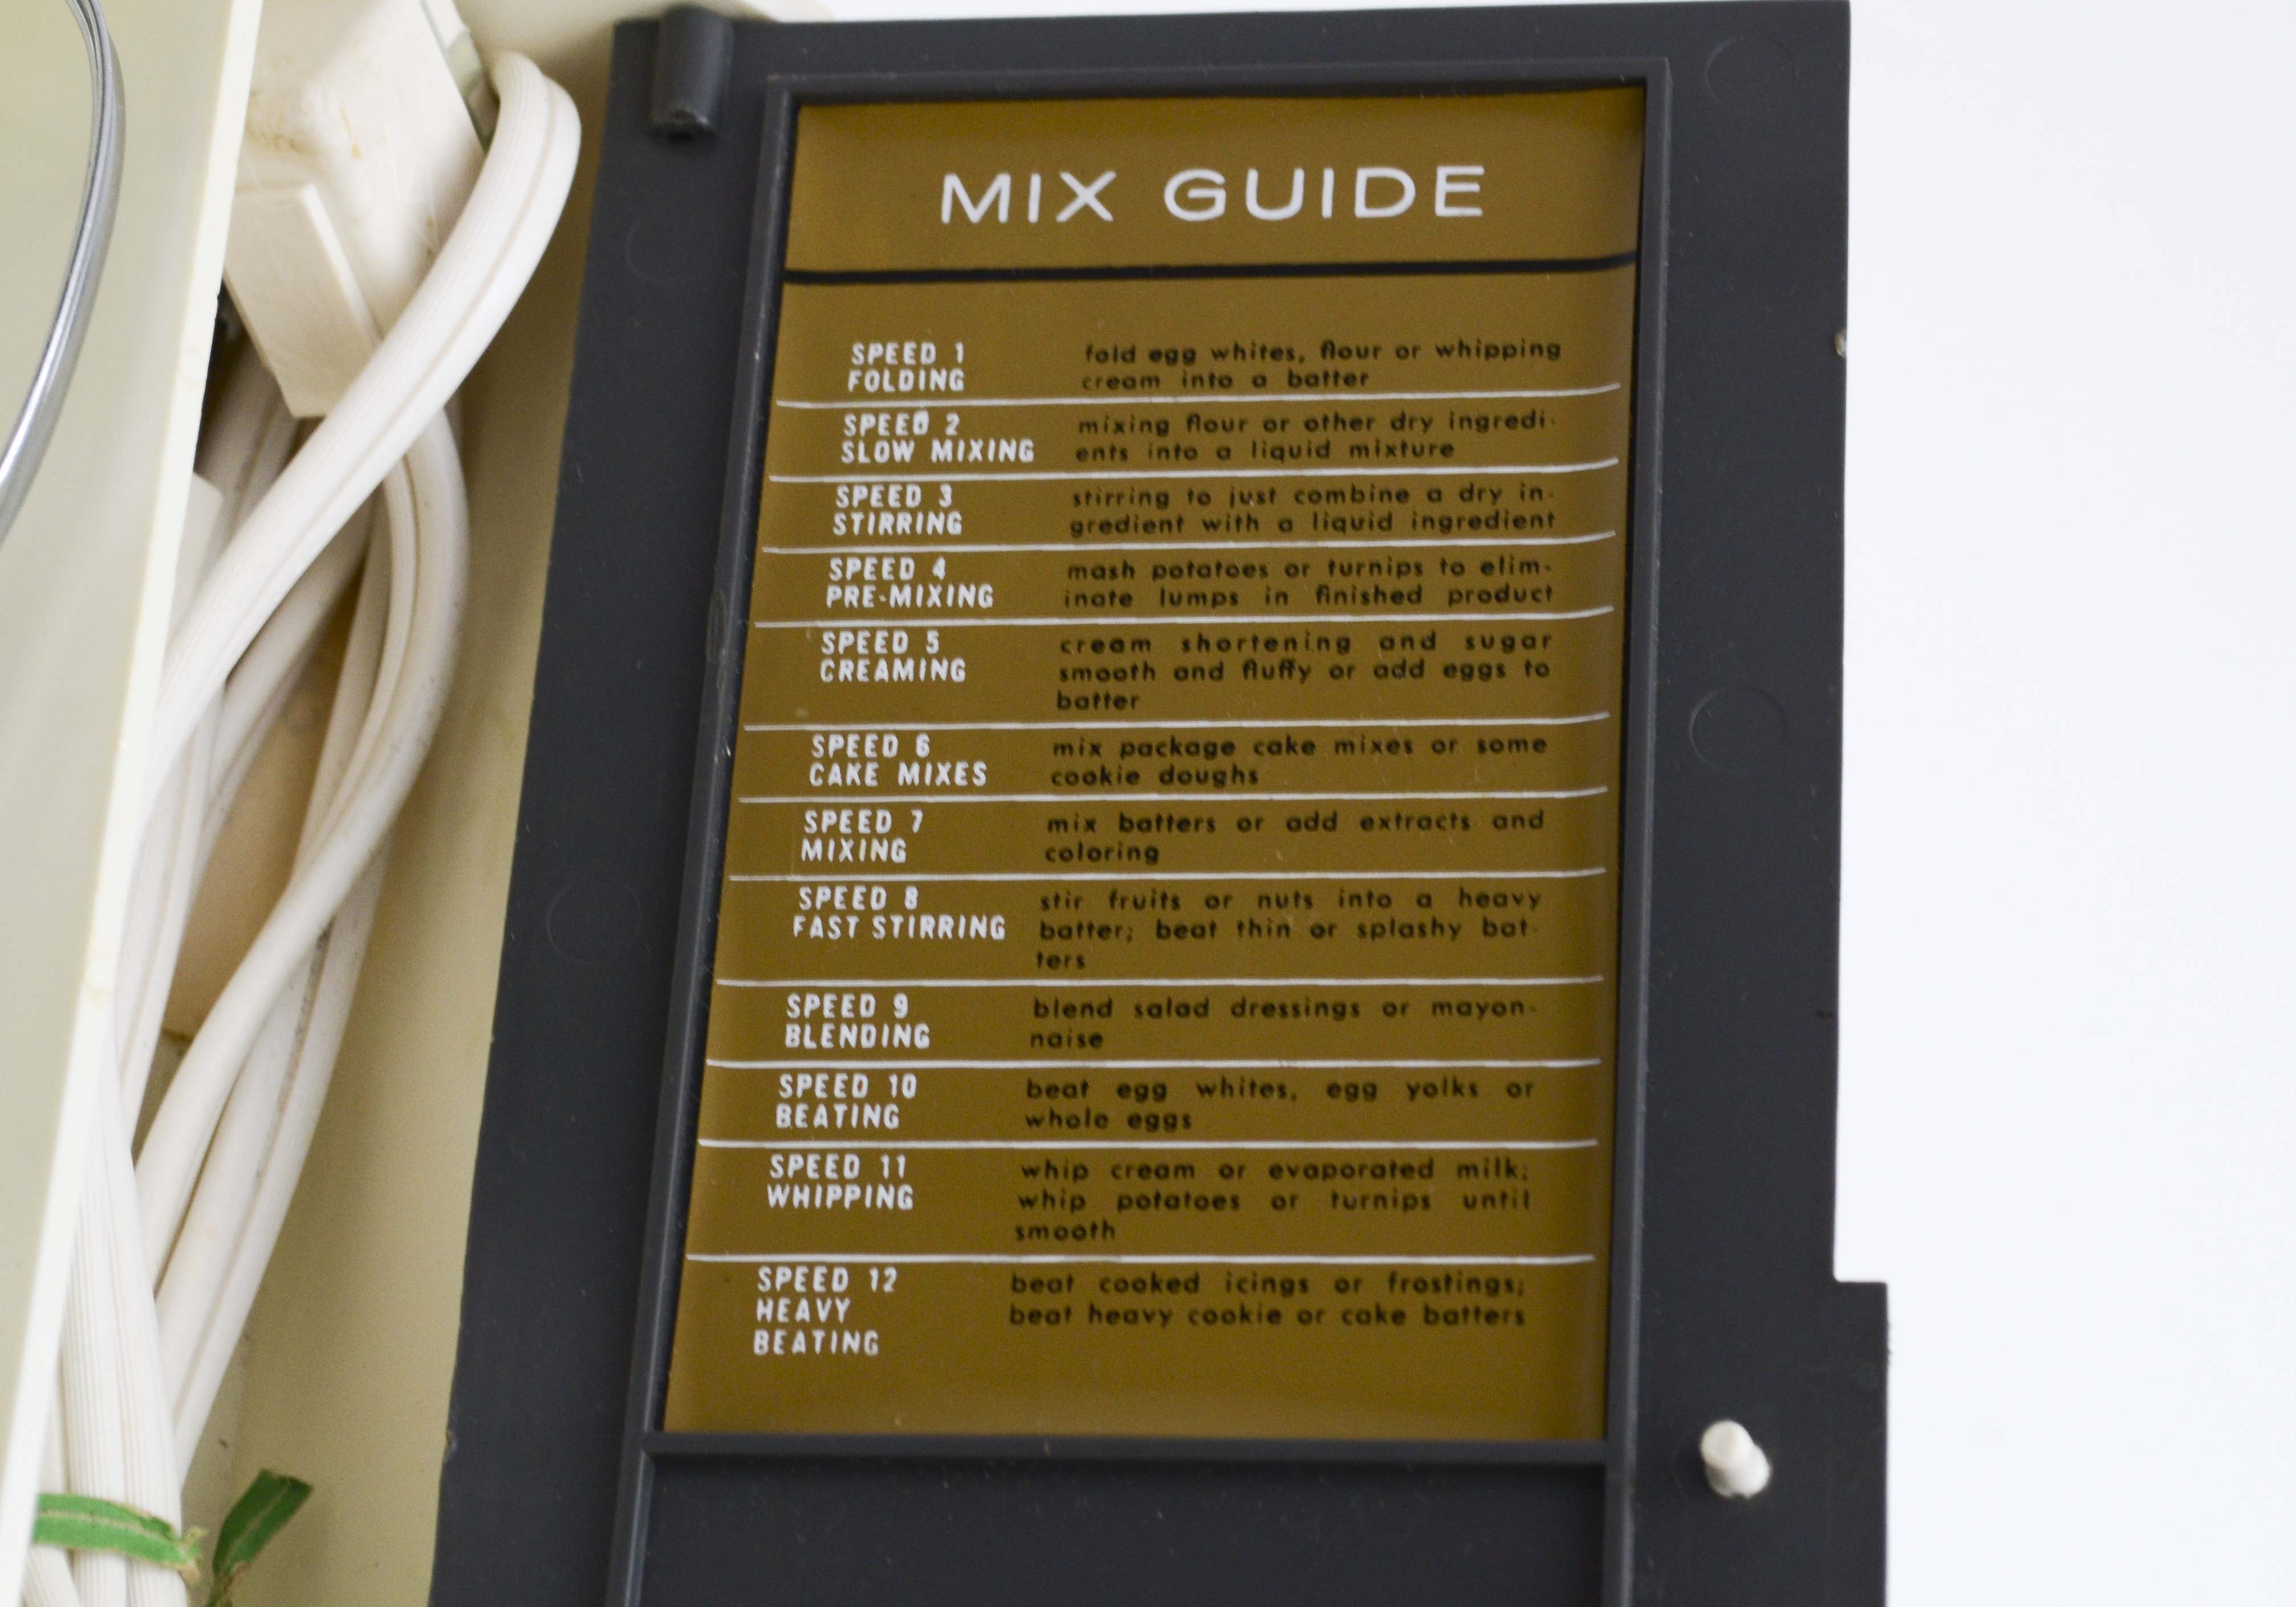 MIX GUIDE
SPEED 1 fold egg whites, flour or whipping
FOLDING cream into a batter
SPEED 2 mixing flour or other dry ingredi-
SLOW MIXING ents into a liquid mixture
SPEED 3 stirring to just combine a dry in-
STIRRING gredient with a liquid ingredient
SPEED 4 mash potatoes or turnips to elim-
PRE-MIXING inate lumps in finished product
SPEED 5 cream shortening and sugar
CREAMING smooth and fluffy or add eggs to
batter
SPEED 6 mix package cake mixes or some
CAKE MIXES cookie doughs
SPEED 7 mix batters or add extracts and
MIXING coloring
SPEED 8 stir fruits or nuts into a heavy
FAST STIRRING batter; beat thin or splashy bat-
ters
SPEED 9 blend salad dressings or mayon-
BLENDING naise
SPEED 10 beat egg whites, egg yolks or
BEATING whole eggs
SPEED 11 whip cream or evaporated milk;
WHIPPING whip potatoes or turnips until
smooth
SPEED 12 beat cooked icings or frostings;
HEAVY beat heavy cookie or cake batters
BEATING